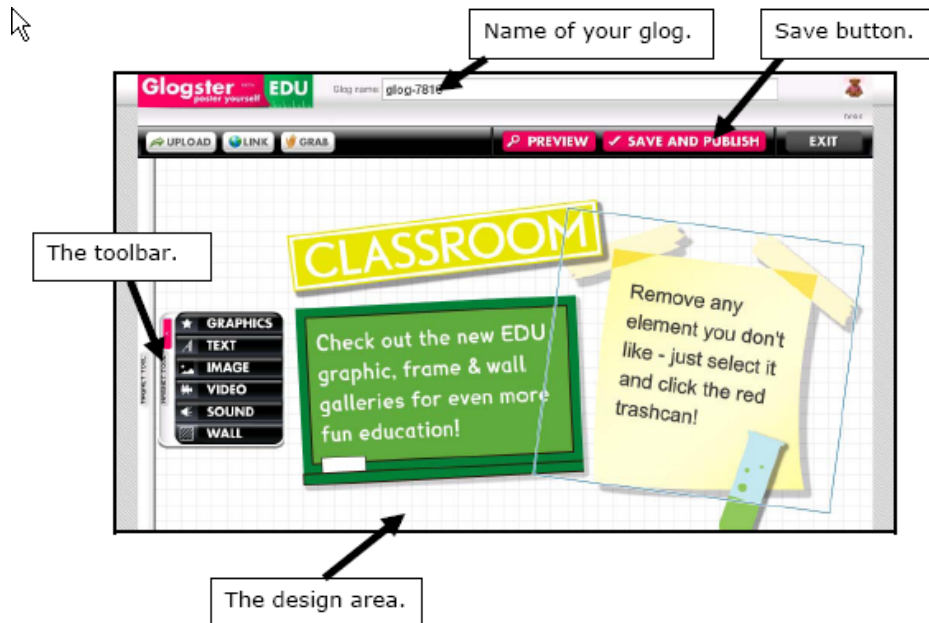 Name of your glog.
Save button.
Glogster
poster yourself
EDU
Glog name: glog-7816
UPLOAD
LINK
GRAB
PREVIEW
SAVE AND PUBLISH
EXIT
The toolbar.
CLASSROOM
GRAPHICS
TEXT
IMAGE
VIDEO
SOUND
WALL
Check out the new EDU
graphic, frame & wall
galleries for even more
fun education!
Remove any
element you don't
like - just select it
and click the red
trashcan!
The design area.